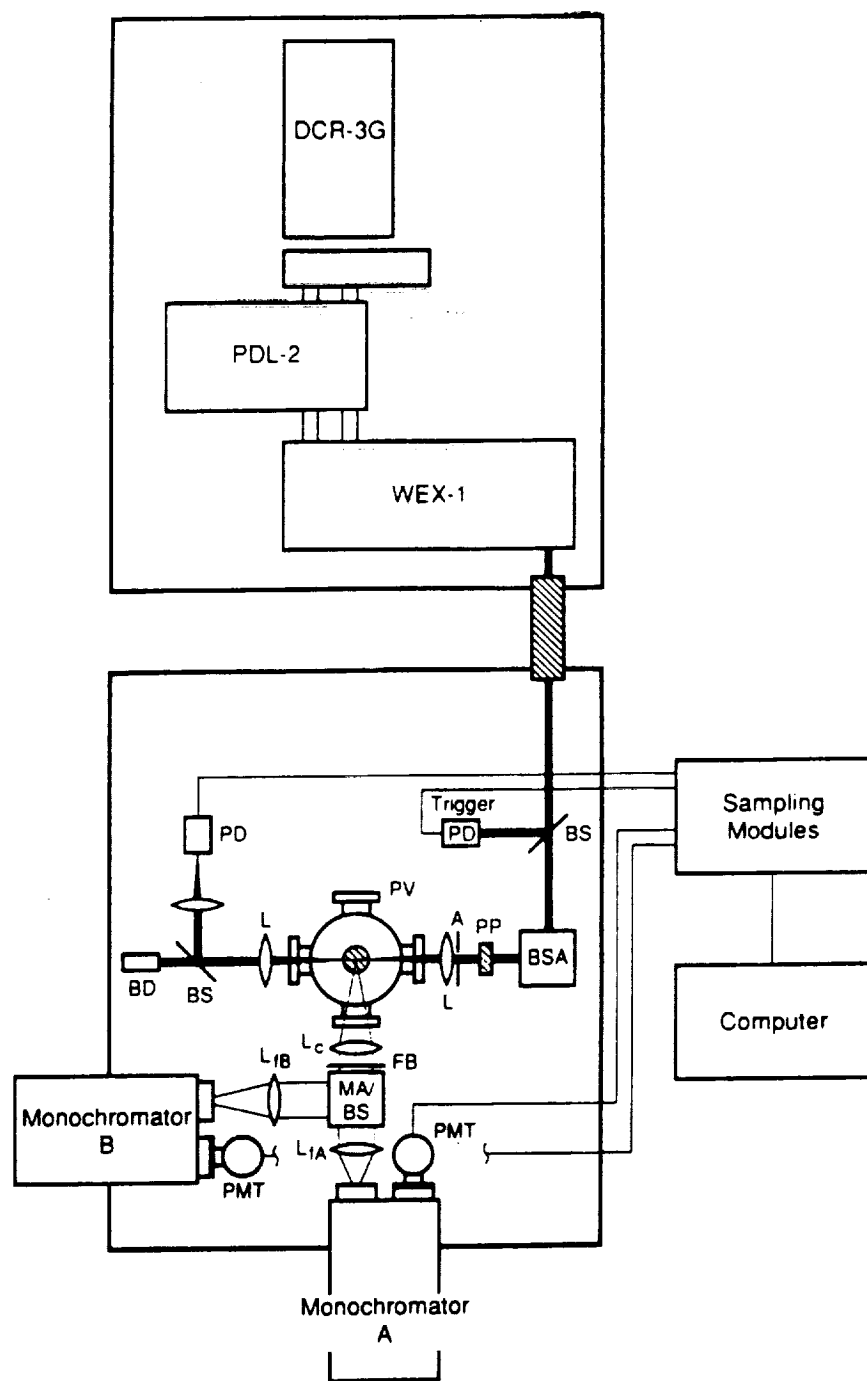 DCR-3G
PDL-2
WEX-1
Trigger
PD
BS
Sampling
Modules
PD
PV
L
A
PP
BSA
BD
BS
L
Computer
Lc
FB
LfB
MA/
BS
Monochromator
B
PMT
LfA
PMT
Monochromator
A